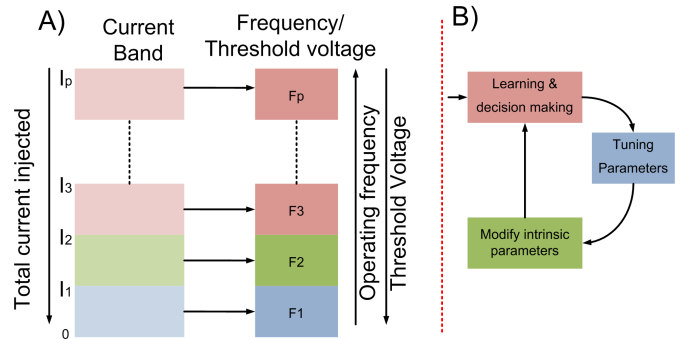 A)
Current
Band
Frequency/
Threshold voltage
Ip
I3
I2
I1
0
Total current injected
Fp
F3
F2
F1
Operating frequency
Threshold Voltage
B)
Learning &
decision making
Tuning
Parameters
Modify intrinsic
parameters